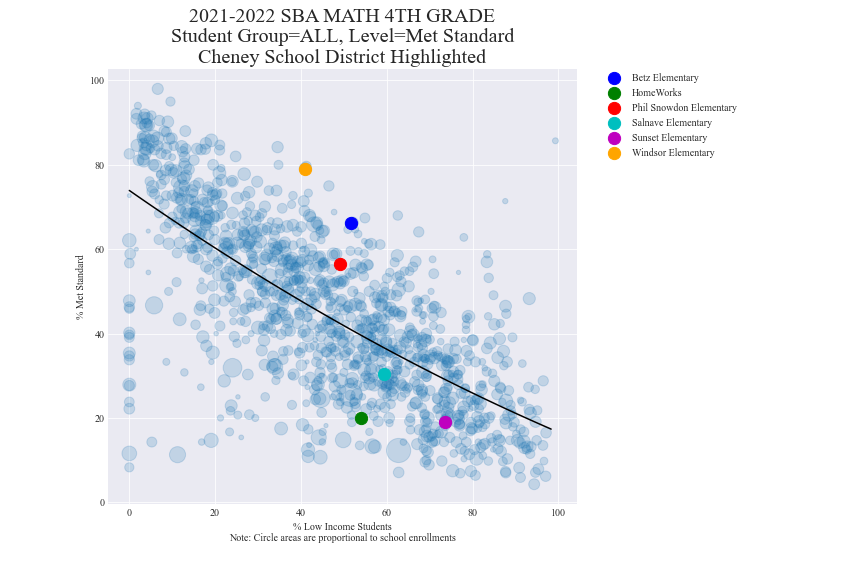 2021-2022 SBA MATH 4TH GRADE
Student Group=ALL, Level=Met Standard
Cheney School District Highlighted
Betz Elementary
HomeWorks
Phil Snowdon Elementary
Salnave Elementary
Sunset Elementary
Windsor Elementary
% Met Standard
100
80
60
40
20
0
0 20 40 60 80 100
% Low Income Students
Note: Circle areas are proportional to school enrollments